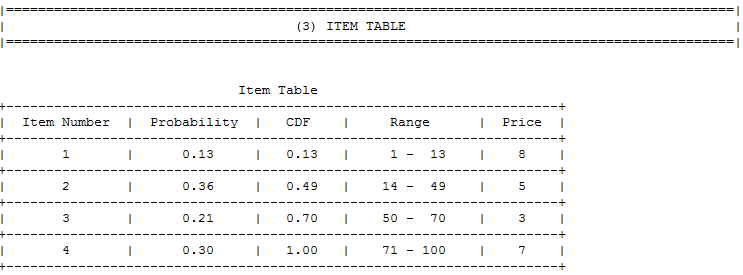 (3) ITEM TABLE
Item Table
| Item Number | Probability | CDF | Range | Price |
| 1 | 0.13 | 0.13 | 1 - 13 | 8 |
| 2 | 0.36 | 0.49 | 14 - 49 | 5 |
| 3 | 0.21 | 0.70 | 50 - 70 | 3 |
| 4 | 0.30 | 1.00 | 71 - 100 | 7 |